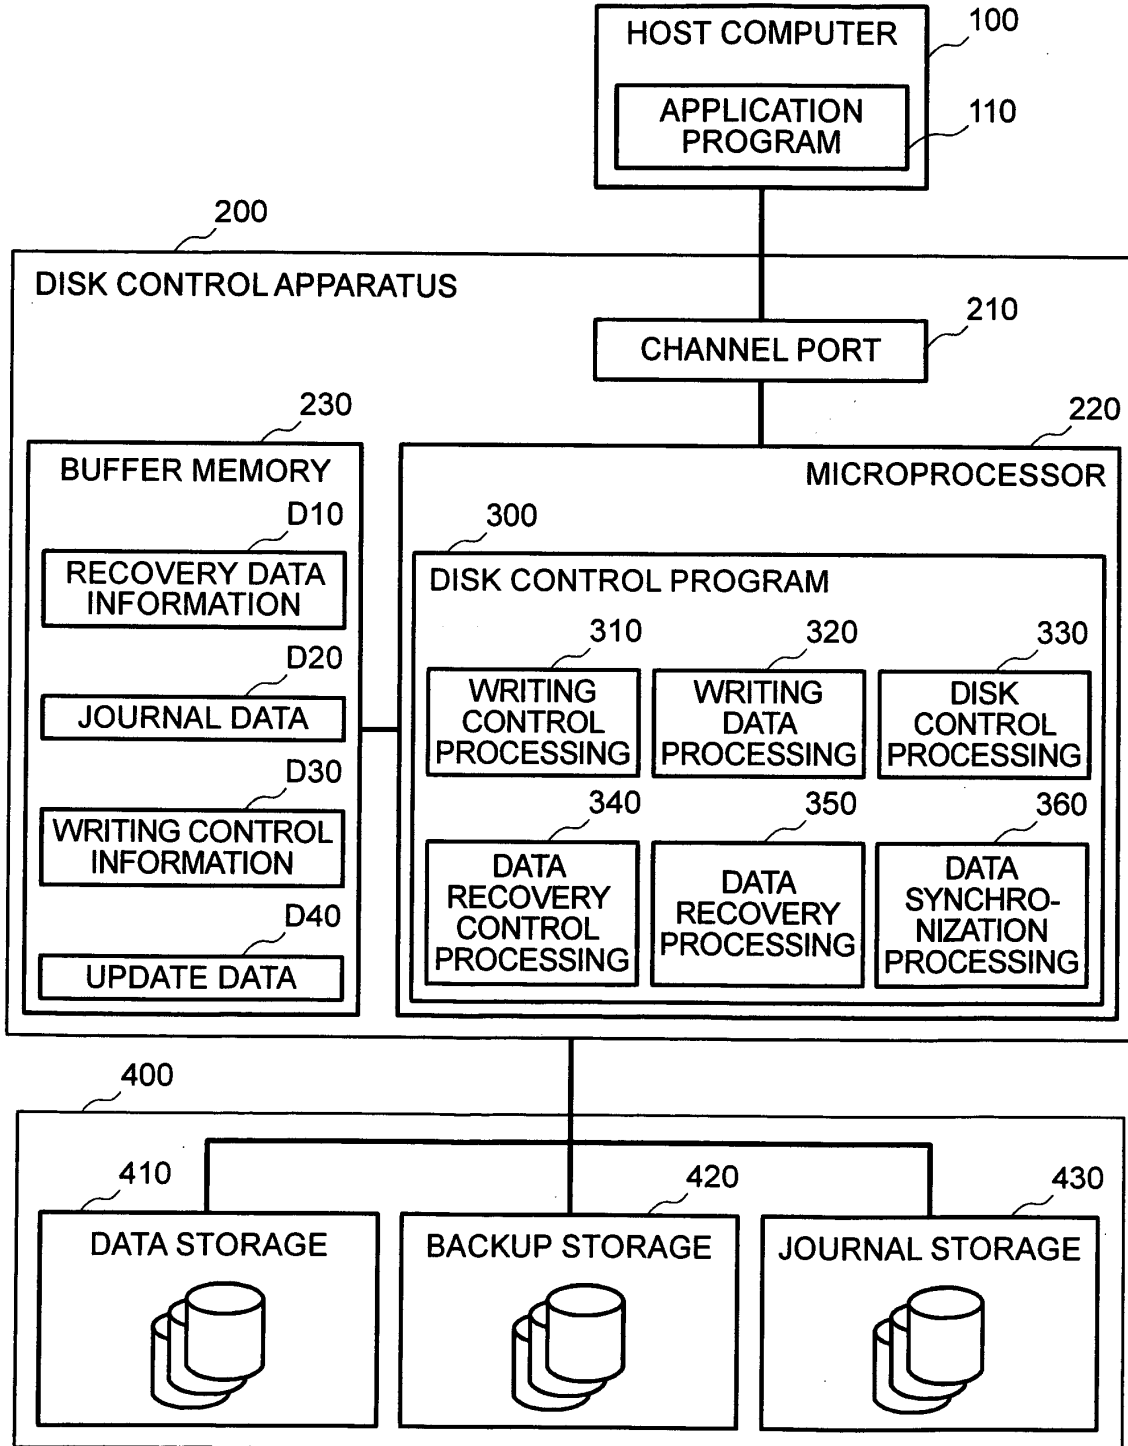 100
HOST COMPUTER
110
APPLICATION
PROGRAM
200
DISK CONTROL APPARATUS
210
CHANNEL PORT
230
BUFFER MEMORY
D10
RECOVERY DATA
INFORMATION
D20
JOURNAL DATA
D30
WRITING CONTROL
INFORMATION
D40
UPDATE DATA
220
MICROPROCESSOR
300
DISK CONTROL PROGRAM
310
WRITING
CONTROL
PROCESSING
320
WRITING
DATA
PROCESSING
330
DISK
CONTROL
PROCESSING
340
DATA
RECOVERY
CONTROL
PROCESSING
350
DATA
RECOVERY
PROCESSING
360
DATA
SYNCHRO-
NIZATION
PROCESSING
400
410
DATA STORAGE
420
BACKUP STORAGE
430
JOURNAL STORAGE